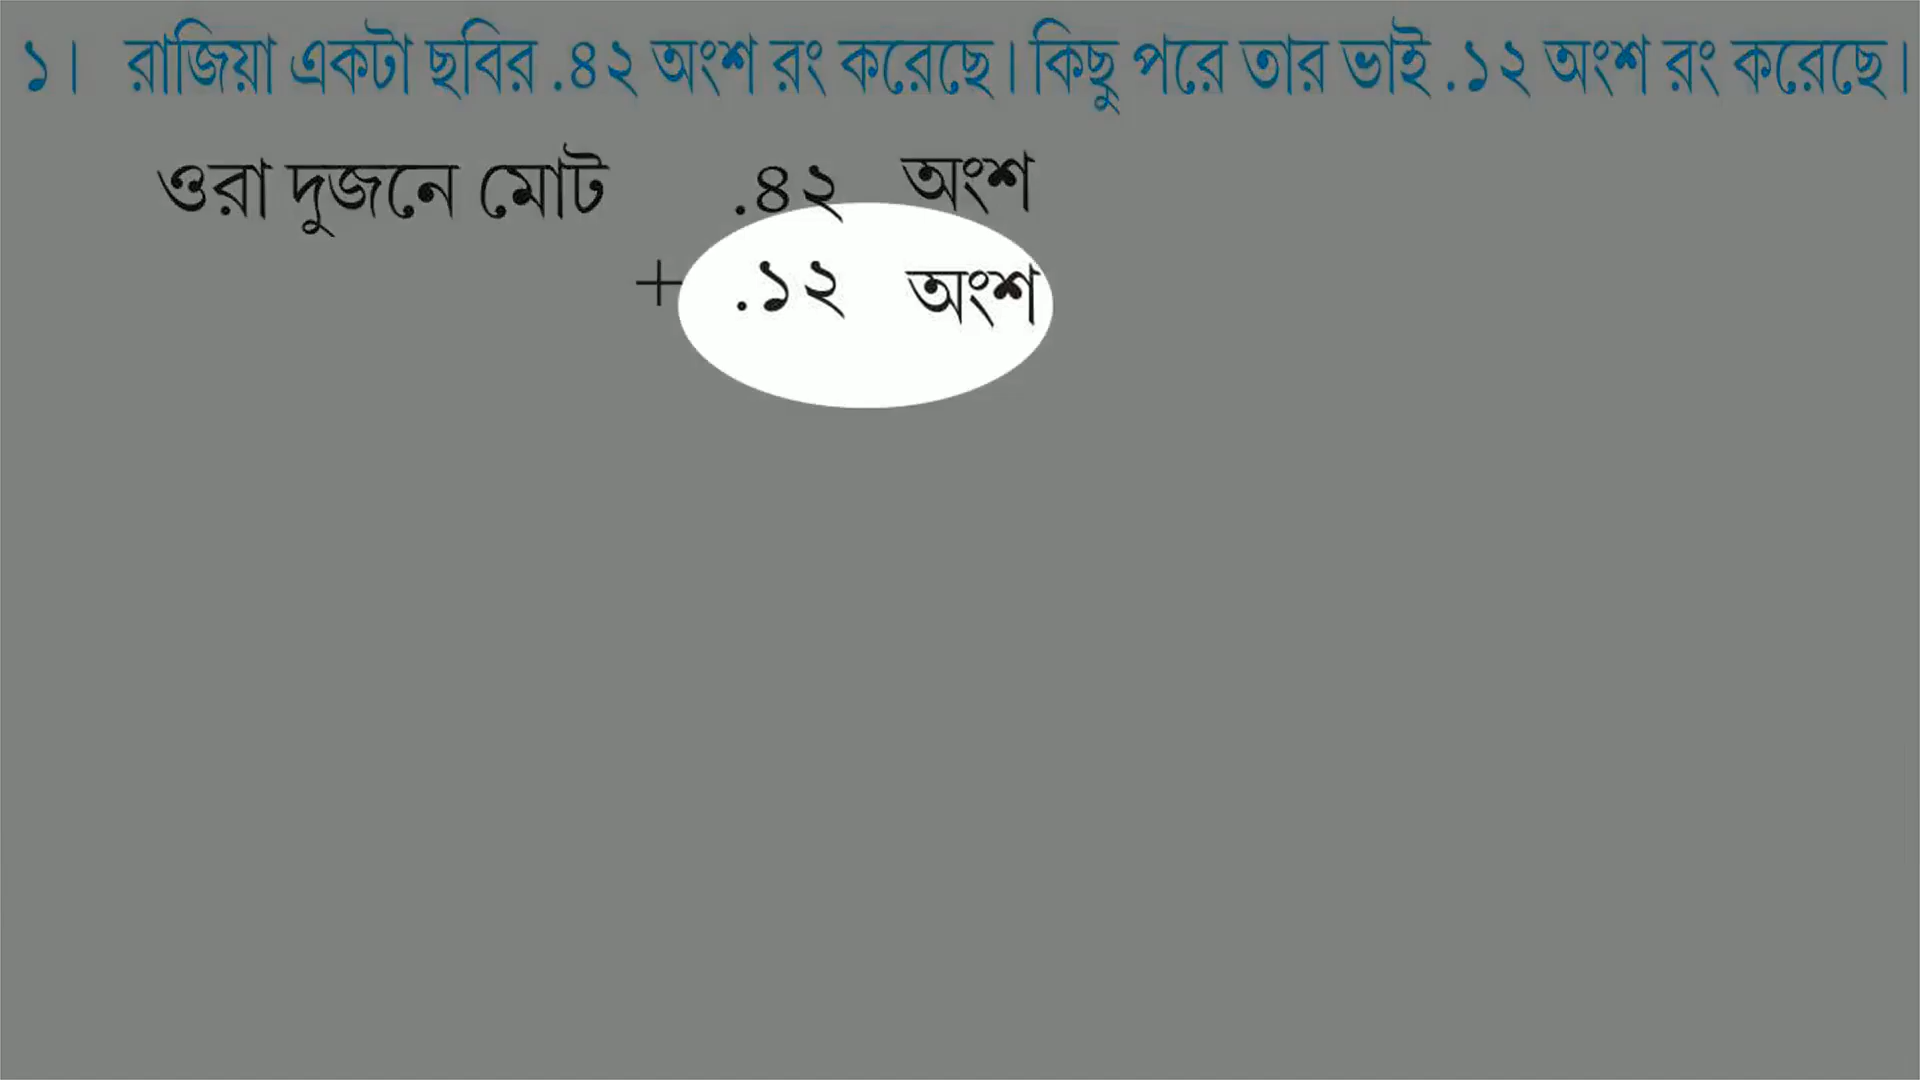 ১। রাজিয়া একটা ছবির .৪২ অংশ রং করেছে। কিছু পরে তার ভাই .১২ অংশ রং করেছে।
ওরা দুজনে মোট .৪২ অংশ
+ .১২ অংশ